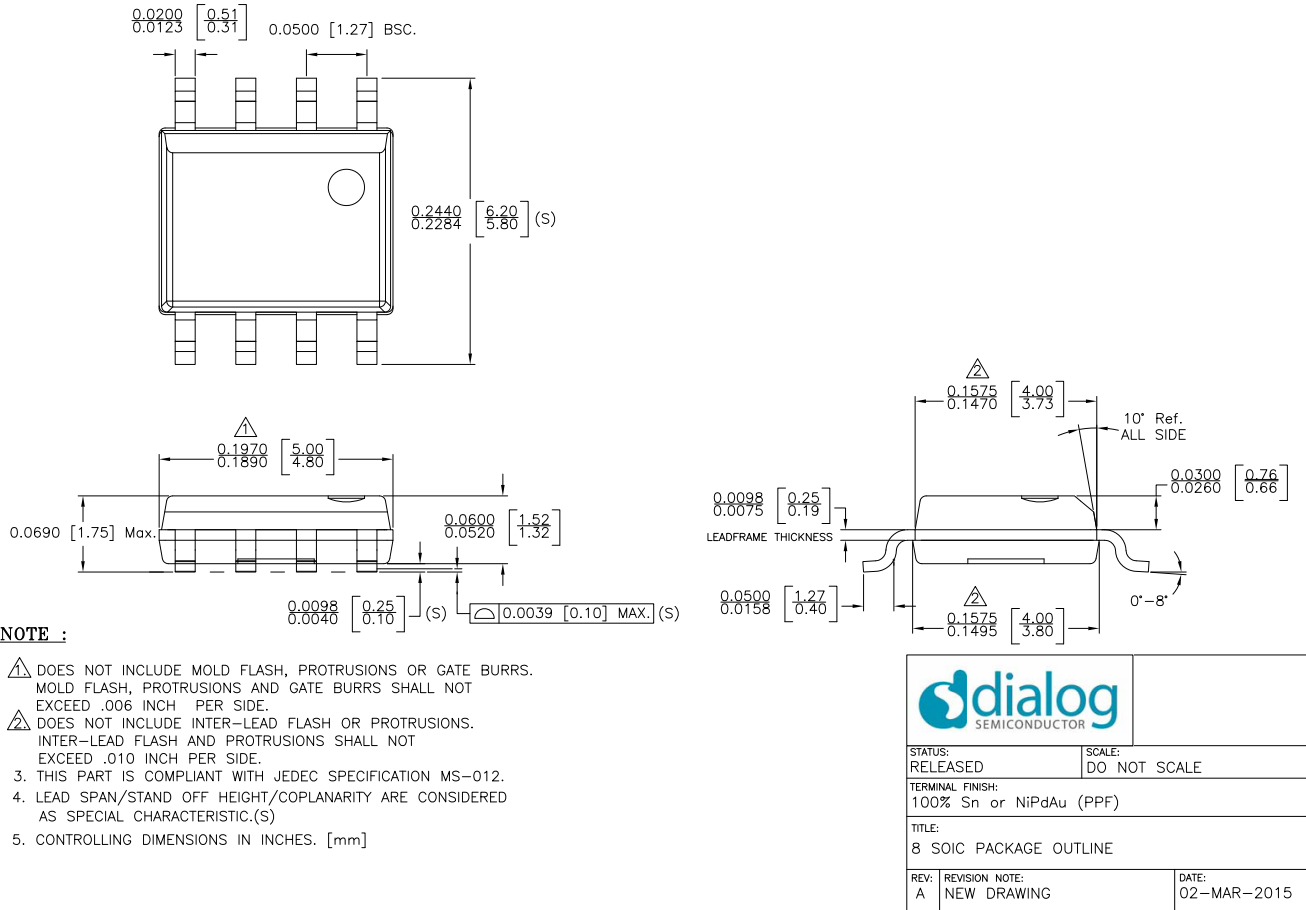 0.0200 [0.51]
0.0123 [0.31]
0.0500 [1.27] BSC.
0.2440 [6.20] (S)
0.2284 [5.80]
1
0.1970 [5.00]
0.1890 [4.80]
0.0690 [1.75] Max.
0.0600 [1.52]
0.0520 [1.32]
0.0098 [0.25] (S)
0.0040 [0.10]
0.0039 [0.10] MAX. (S)
2
0.1575 [4.00]
0.1470 [3.73]
10° Ref.
ALL SIDE
0.0300 [0.76]
0.0260 [0.66]
0.0098 [0.25]
0.0075 [0.19]
LEADFRAME THICKNESS
0.0500 [1.27]
0.0158 [0.40]
2
0.1575 [4.00]
0.1495 [3.80]
0°-8°
NOTE :
1. DOES NOT INCLUDE MOLD FLASH, PROTRUSIONS OR GATE BURRS.
MOLD FLASH, PROTRUSIONS AND GATE BURRS SHALL NOT
EXCEED .006 INCH PER SIDE.
2. DOES NOT INCLUDE INTER-LEAD FLASH OR PROTRUSIONS.
INTER-LEAD FLASH AND PROTRUSIONS SHALL NOT
EXCEED .010 INCH PER SIDE.
3. THIS PART IS COMPLIANT WITH JEDEC SPECIFICATION MS-012.
4. LEAD SPAN/STAND OFF HEIGHT/COPLANARITY ARE CONSIDERED
AS SPECIAL CHARACTERISTIC.(S)
5. CONTROLLING DIMENSIONS IN INCHES. [mm]
dialog
SEMICONDUCTOR
STATUS:
RELEASED
SCALE:
DO NOT SCALE
TERMINAL FINISH:
100% Sn or NiPdAu (PPF)
TITLE:
8 SOIC PACKAGE OUTLINE
REV:
A
REVISION NOTE:
NEW DRAWING
DATE:
02-MAR-2015